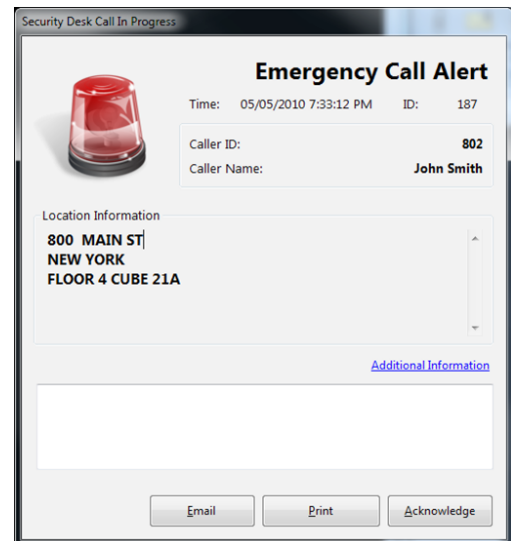 Security Desk Call In Progress
Emergency Call Alert
Time: 05/05/2010 7:33:12 PM ID: 187
Caller ID: 802
Caller Name: John Smith
Location Information
800 MAIN ST
NEW YORK
FLOOR 4 CUBE 21A
Additional Information
Email Print Acknowledge